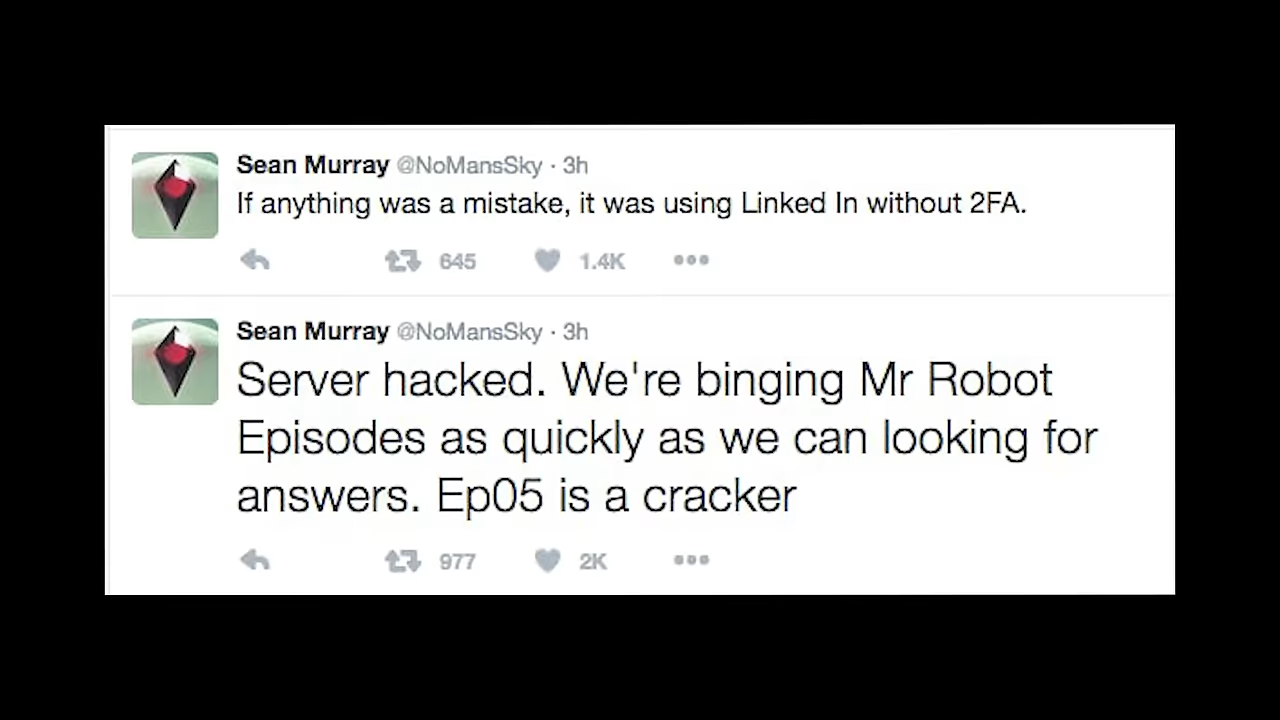 Sean Murray @NoMansSky · 3h
If anything was a mistake, it was using Linked In without 2FA.
645 1.4K
Sean Murray @NoMansSky · 3h
Server hacked. We're binging Mr Robot
Episodes as quickly as we can looking for
answers. Ep05 is a cracker
977 2K